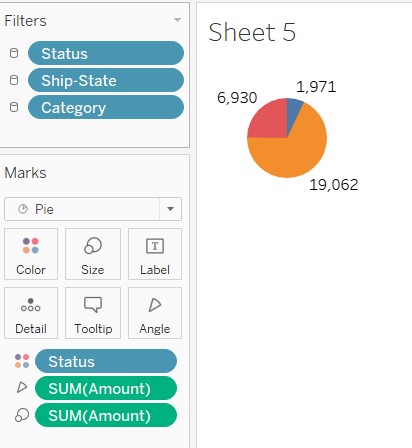 Filters
Status
Ship-State
Category
Marks
Pie
Color
Size
Label
Detail
Tooltip
Angle
Status
SUM(Amount)
SUM(Amount)
Sheet 5
1,971
6,930
19,062